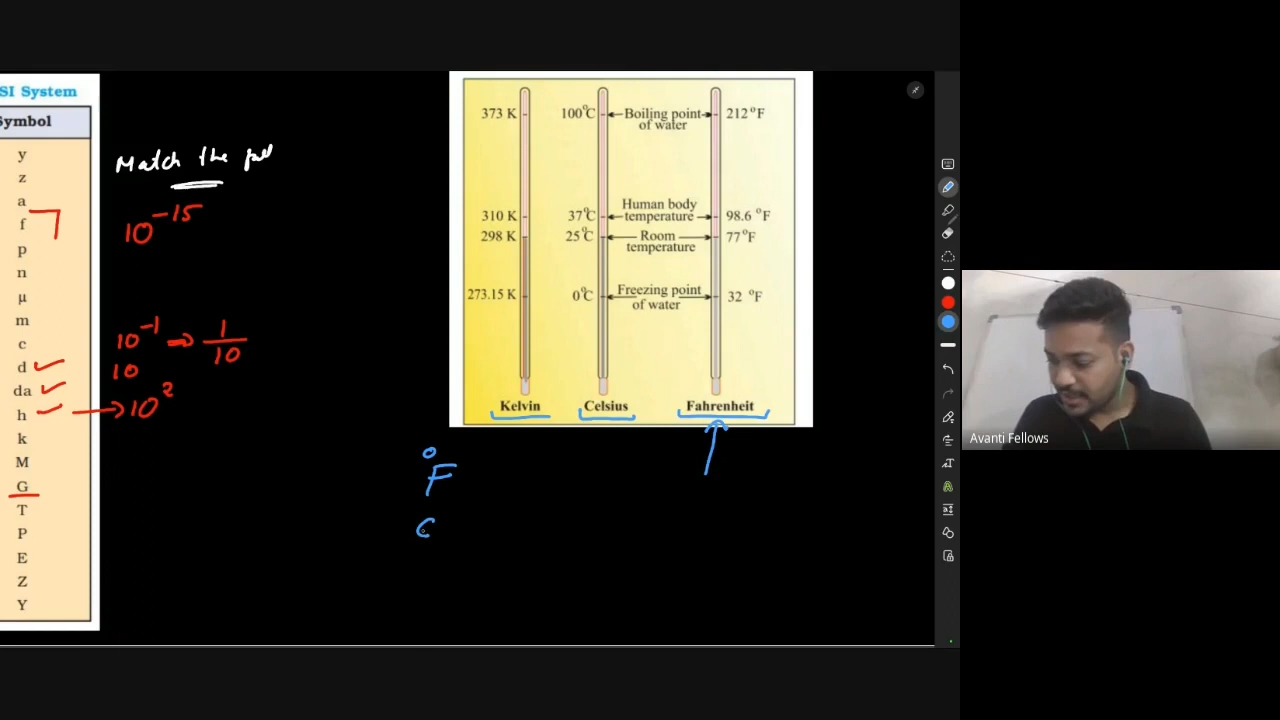 SI System
Symbol
y
z
a
f
p
n
μ
m
c
d
da
h
k
M
G
T
P
E
Z
Y
Match the
10⁻¹⁵
10⁻¹ ⇒ 1/10
10
→10²
373 K 100°C Boiling point of water 212 °F
310 K 37°C Human body temperature 98.6 °F
298 K 25°C Room temperature 77°F
273.15 K 0°C Freezing point of water 32 °F
Kelvin Celsius Fahrenheit
°F
C
Avanti Fellows